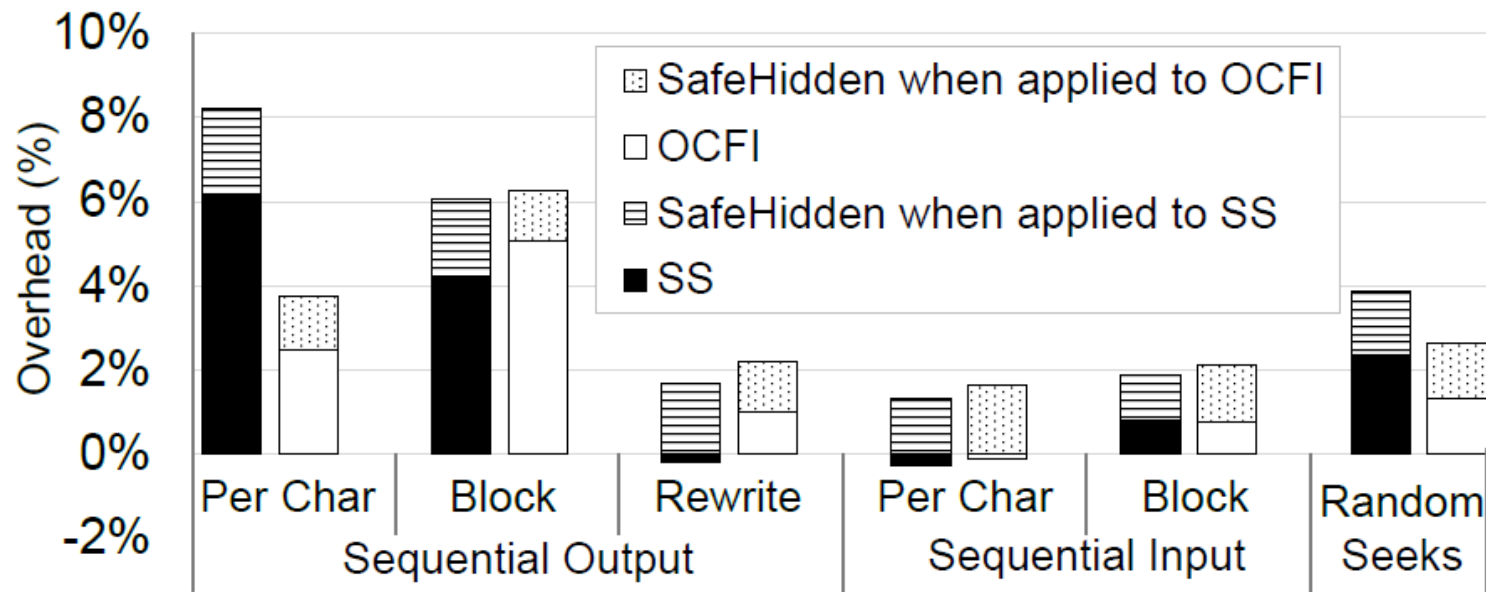 10%
8%
6%
4%
2%
0%
-2%
Overhead (%)
SafeHidden when applied to OCFI
OCFI
SafeHidden when applied to SS
SS
Per Char Block Rewrite Per Char Block Random
Sequential Output Sequential Input Seeks